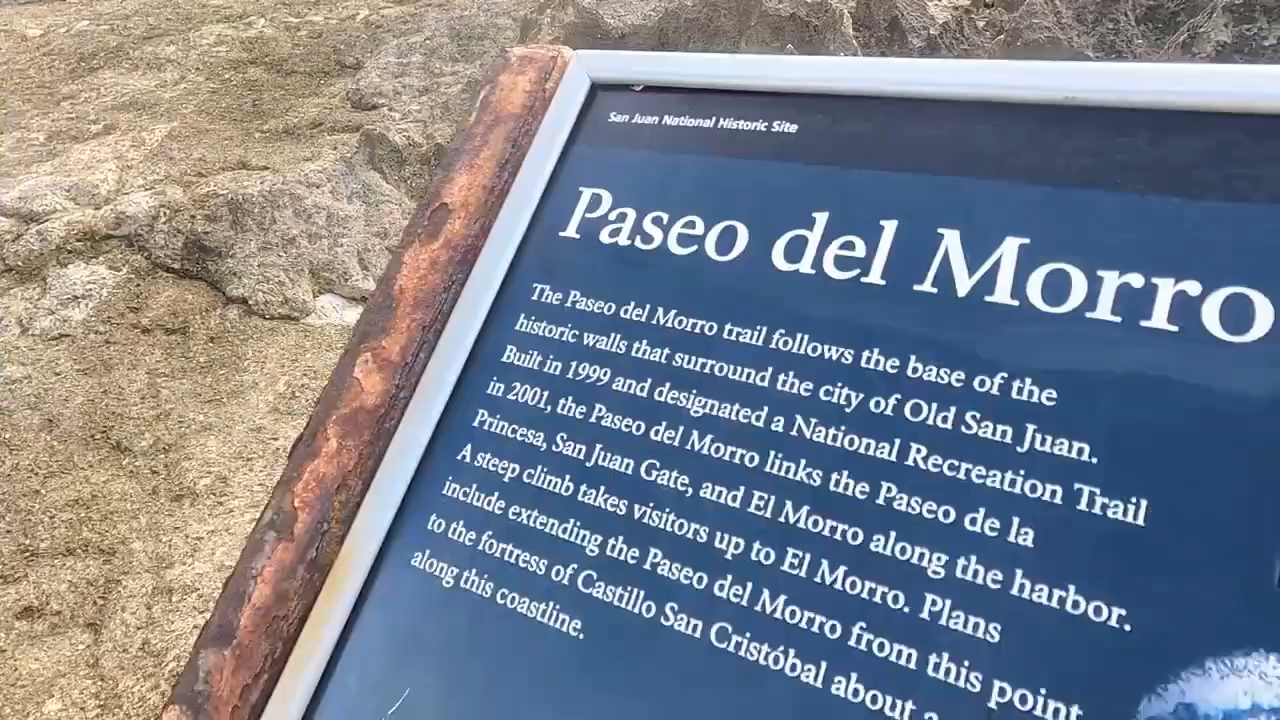 San Juan National Historic Site
Paseo del Morro
The Paseo del Morro trail follows the base of the
historic walls that surround the city of Old San Juan.
Built in 1999 and designated a National Recreation Trail
in 2001, the Paseo del Morro links the Paseo de la
Princesa, San Juan Gate, and El Morro along the harbor.
A steep climb takes visitors up to El Morro. Plans
include extending the Paseo del Morro from this point
to the fortress of Castillo San Cristóbal about a
along this coastline.